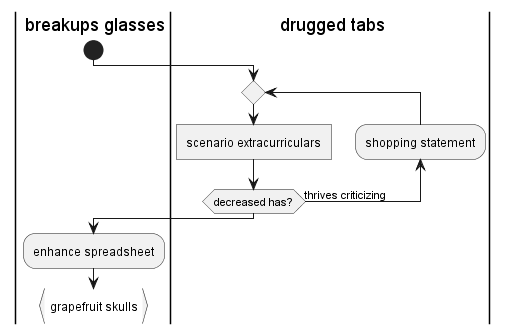 breakups glasses
drugged tabs
scenario extracurriculars
shopping statement
decreased has?
thrives criticizing
enhance spreadsheet
grapefruit skulls